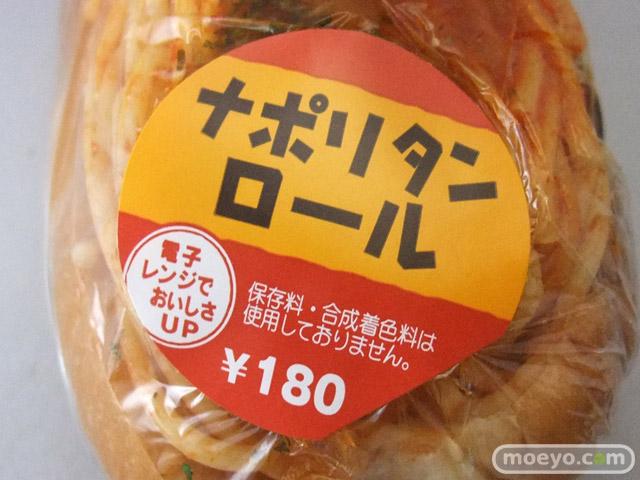 ナポリタン
ロール
電子
レンジで
おいしさ
UP
保存料・合成着色料は
使用しておりません。
¥180
moeyo.com